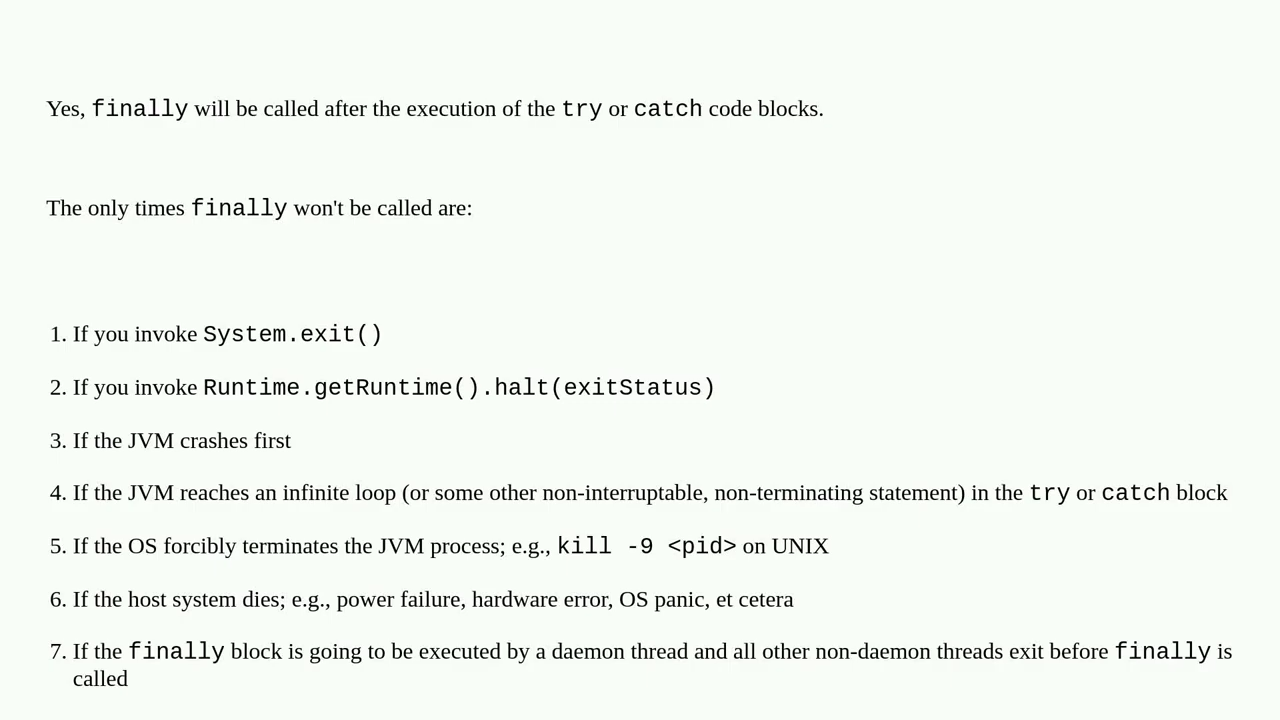 Yes, finally will be called after the execution of the try or catch code blocks.
The only times finally won't be called are:
1. If you invoke System.exit()
2. If you invoke Runtime.getRuntime().halt(exitStatus)
3. If the JVM crashes first
4. If the JVM reaches an infinite loop (or some other non-interruptable, non-terminating statement) in the try or catch block
5. If the OS forcibly terminates the JVM process; e.g., kill -9 <pid> on UNIX
6. If the host system dies; e.g., power failure, hardware error, OS panic, et cetera
7. If the finally block is going to be executed by a daemon thread and all other non-daemon threads exit before finally is
called